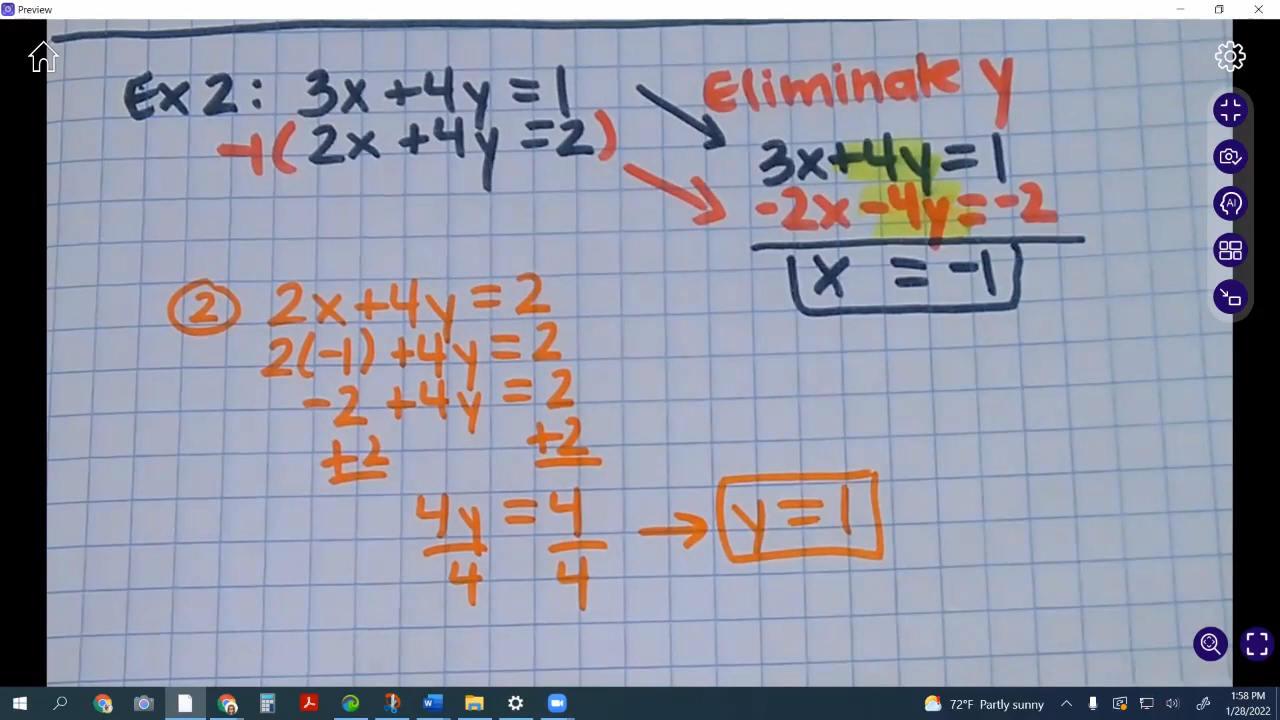 Preview
Ex 2: 3x + 4y = 1
-1( 2x + 4y = 2 )
Eliminate y
3x + 4y = 1
-2x - 4y = -2
x = -1
2 2x + 4y = 2
2(-1) + 4y = 2
-2 + 4y = 2
+2 +2
4y = 4
4 4
y = 1
AI
72°F Partly sunny
1:58 PM
1/28/2022